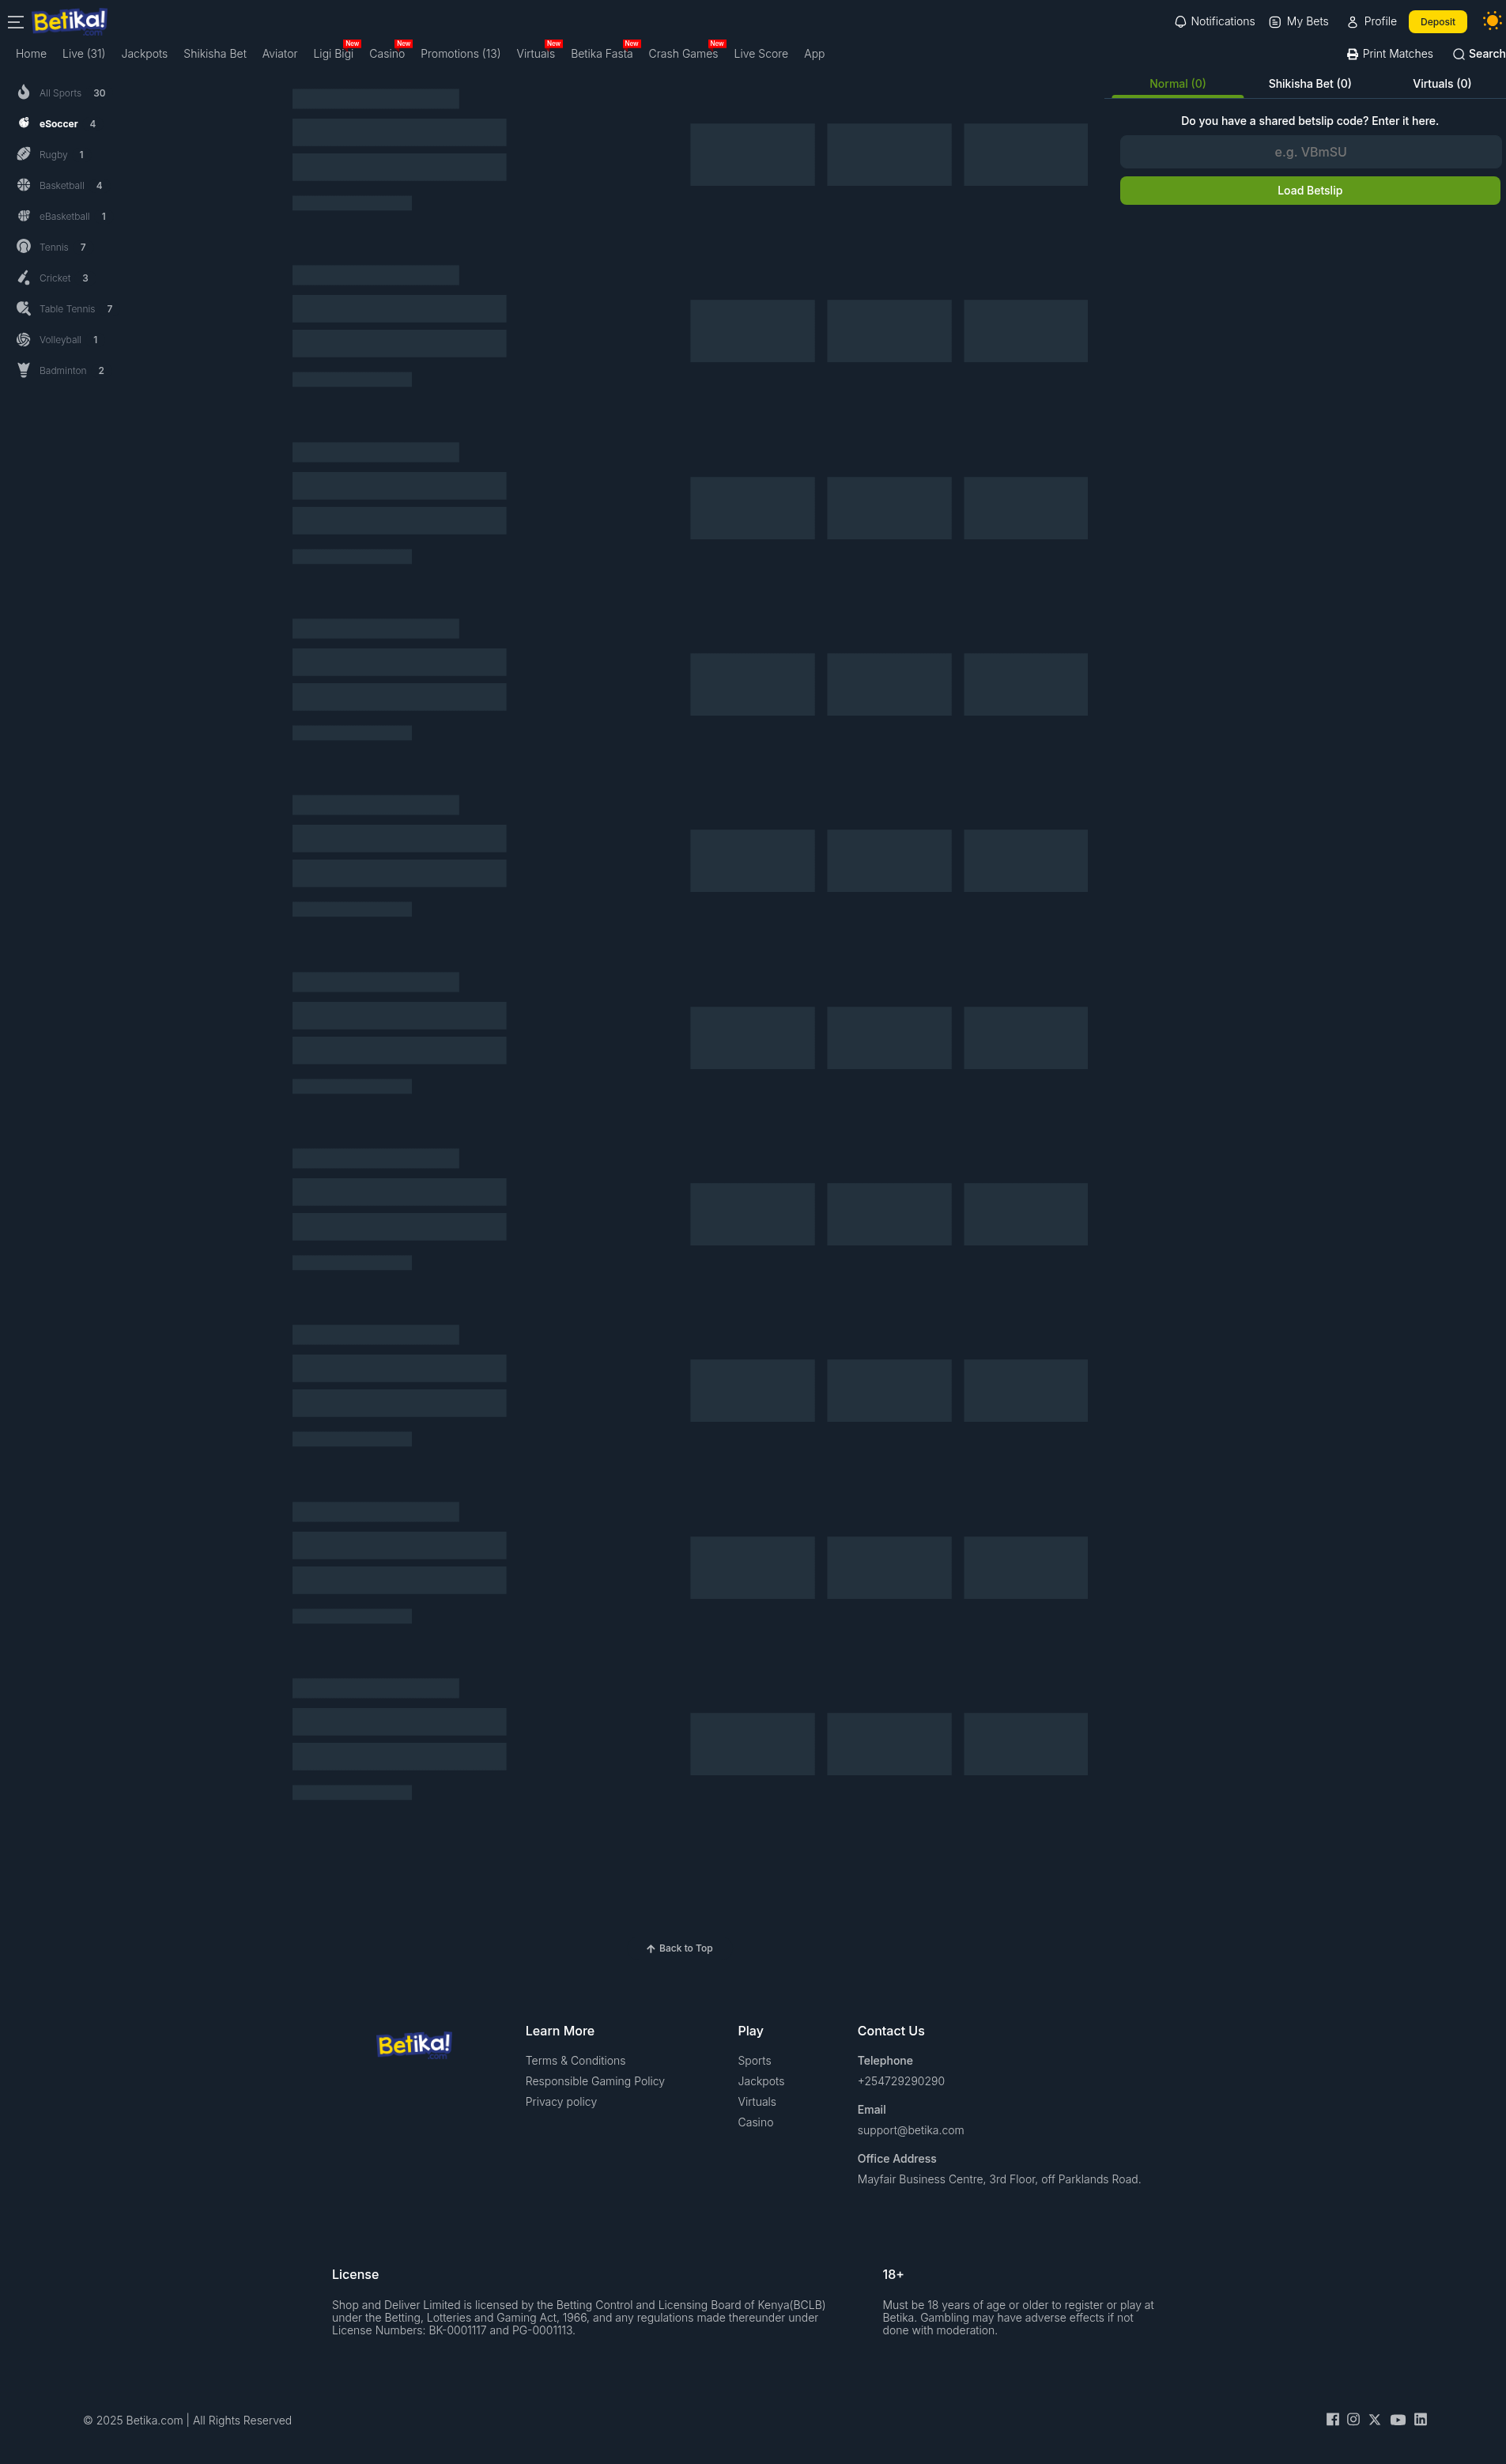 Betika!
.com
Notifications
My Bets
Profile
Deposit
Home
Live (31)
Jackpots
Shikisha Bet
Aviator
Ligi Bigi
New
Casino
New
Promotions (13)
Virtuals
New
Betika Fasta
New
Crash Games
New
Live Score
App
Print Matches
Search
All Sports 30
eSoccer 4
Rugby 1
Basketball 4
eBasketball 1
Tennis 7
Cricket 3
Table Tennis 7
Volleyball 1
Badminton 2
Normal (0)
Shikisha Bet (0)
Virtuals (0)
Do you have a shared betslip code? Enter it here.
e.g. VBmSU
Load Betslip
Back to Top
Betika!
.com
Learn More
Terms & Conditions
Responsible Gaming Policy
Privacy policy
Play
Sports
Jackpots
Virtuals
Casino
Contact Us
Telephone
+254729290290
Email
support@betika.com
Office Address
Mayfair Business Centre, 3rd Floor, off Parklands Road.
License
Shop and Deliver Limited is licensed by the Betting Control and Licensing Board of Kenya(BCLB)
under the Betting, Lotteries and Gaming Act, 1966, and any regulations made thereunder under
License Numbers: BK-0001117 and PG-0001113.
18+
Must be 18 years of age or older to register or play at
Betika. Gambling may have adverse effects if not
done with moderation.
© 2025 Betika.com | All Rights Reserved